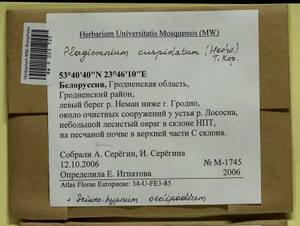 Herbarium Universitatis Mosquensis (MW)
Plagiomnium cuspidatum (Hedw.)
T. Kop.
53°40'40"N 23°46'10"E
Белоруссия, Гродненская область,
Гродненский район,
левый берег р. Неман ниже г. Гродно,
около очистных сооружений у устья р. Лососна,
небольшой лесистый овраг в склоне НПТ,
на песчаной почве в верхней части С склона.
Собрали А. Серёгин, И. Серёгина
12.10.2006
№ M-1745
Определила Е. Игнатова
2006
Atlas Florae Europaeae: 34-U-FE3-85